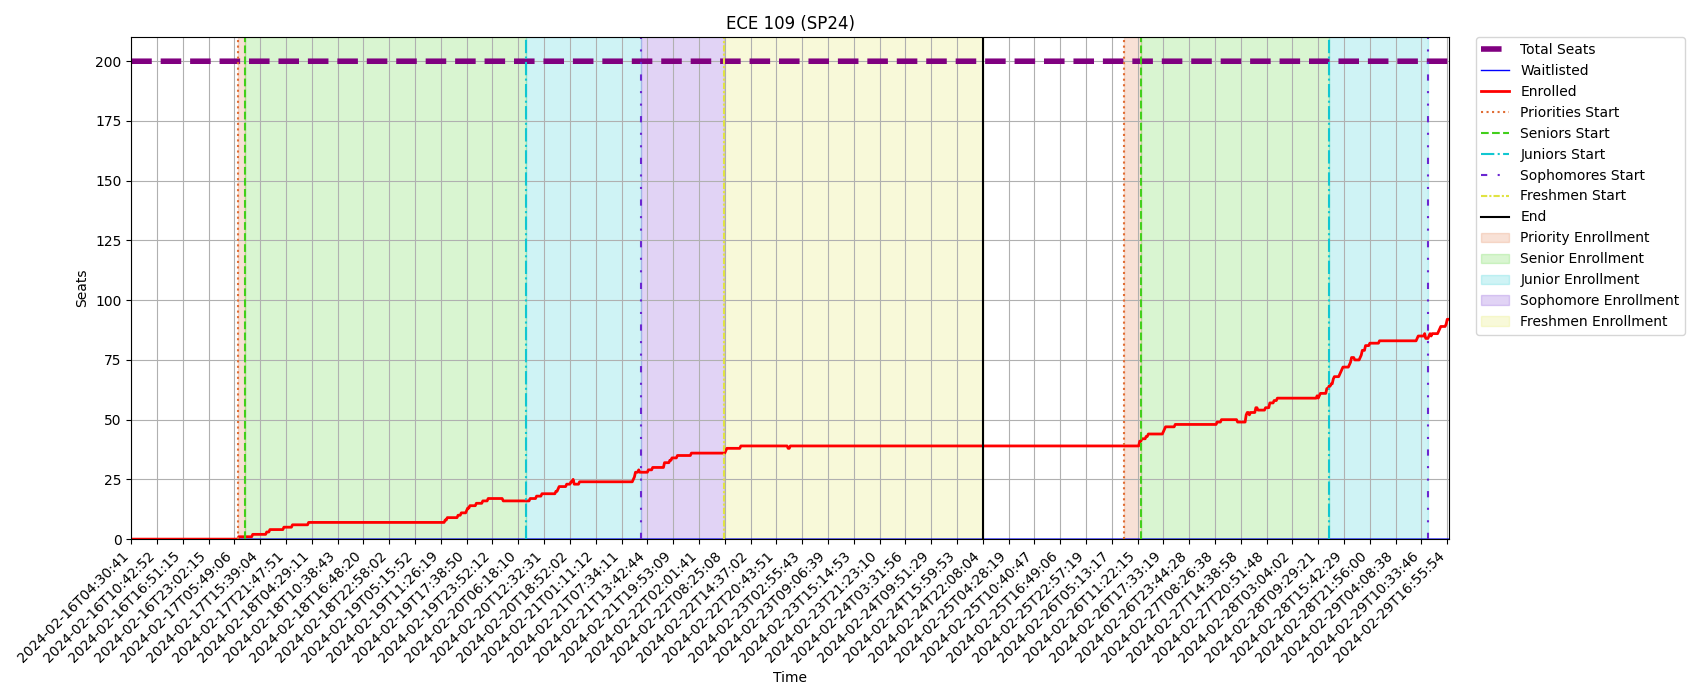 ECE 109 (SP24)
Seats
200
175
150
125
100
75
50
25
0
2024-02-16T04:30:41
2024-02-16T10:42:52
2024-02-16T16:51:15
2024-02-16T23:02:15
2024-02-17T05:49:06
2024-02-17T15:39:04
2024-02-17T21:47:51
2024-02-18T04:29:11
2024-02-18T10:38:43
2024-02-18T16:48:20
2024-02-18T22:58:02
2024-02-19T05:15:52
2024-02-19T11:26:19
2024-02-19T17:38:50
2024-02-19T23:52:12
2024-02-20T06:18:10
2024-02-20T12:32:31
2024-02-20T18:52:02
2024-02-21T01:11:12
2024-02-21T07:34:11
2024-02-21T13:42:44
2024-02-21T19:53:09
2024-02-22T02:01:41
2024-02-22T08:25:08
2024-02-22T14:37:02
2024-02-22T20:43:51
2024-02-23T02:55:43
2024-02-23T09:06:39
2024-02-23T15:14:53
2024-02-23T21:23:10
2024-02-24T03:31:56
2024-02-24T09:51:29
2024-02-24T15:59:53
2024-02-24T22:08:04
2024-02-25T04:28:19
2024-02-25T10:40:47
2024-02-25T16:49:06
2024-02-25T22:57:19
2024-02-26T05:13:17
2024-02-26T11:22:15
2024-02-26T17:33:19
2024-02-26T23:44:28
2024-02-27T08:26:38
2024-02-27T14:38:58
2024-02-27T20:51:48
2024-02-28T03:04:02
2024-02-28T09:29:21
2024-02-28T15:42:29
2024-02-28T21:56:00
2024-02-29T04:08:38
2024-02-29T10:33:46
2024-02-29T16:55:54
Time
Total Seats
Waitlisted
Enrolled
Priorities Start
Seniors Start
Juniors Start
Sophomores Start
Freshmen Start
End
Priority Enrollment
Senior Enrollment
Junior Enrollment
Sophomore Enrollment
Freshmen Enrollment